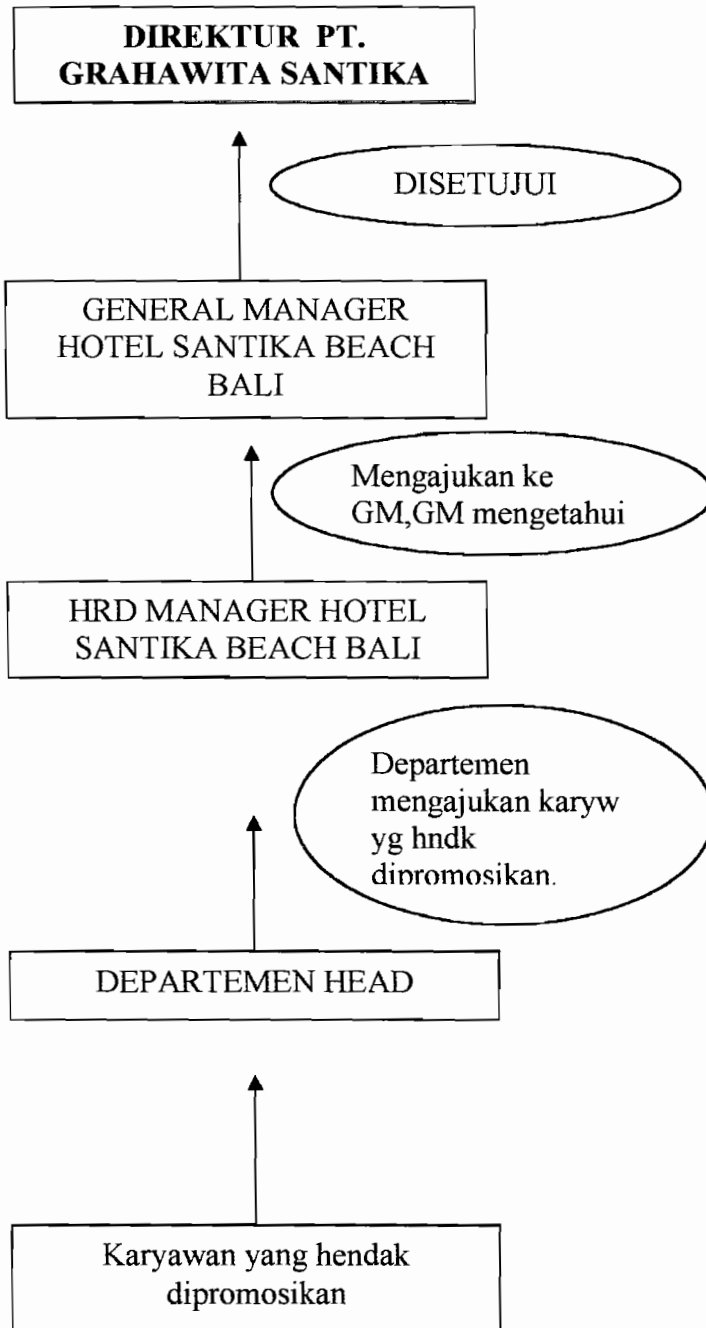 DIREKTUR PT.
GRAHAWITA SANTIKA
DISETUJUI
GENERAL MANAGER
HOTEL SANTIKA BEACH
BALI
Mengajukan ke
GM,GM mengetahui
HRD MANAGER HOTEL
SANTIKA BEACH BALI
Departemen
mengajukan karyw
yg hndk
dipromosikan.
DEPARTEMEN HEAD
Karyawan yang hendak
dipromosikan